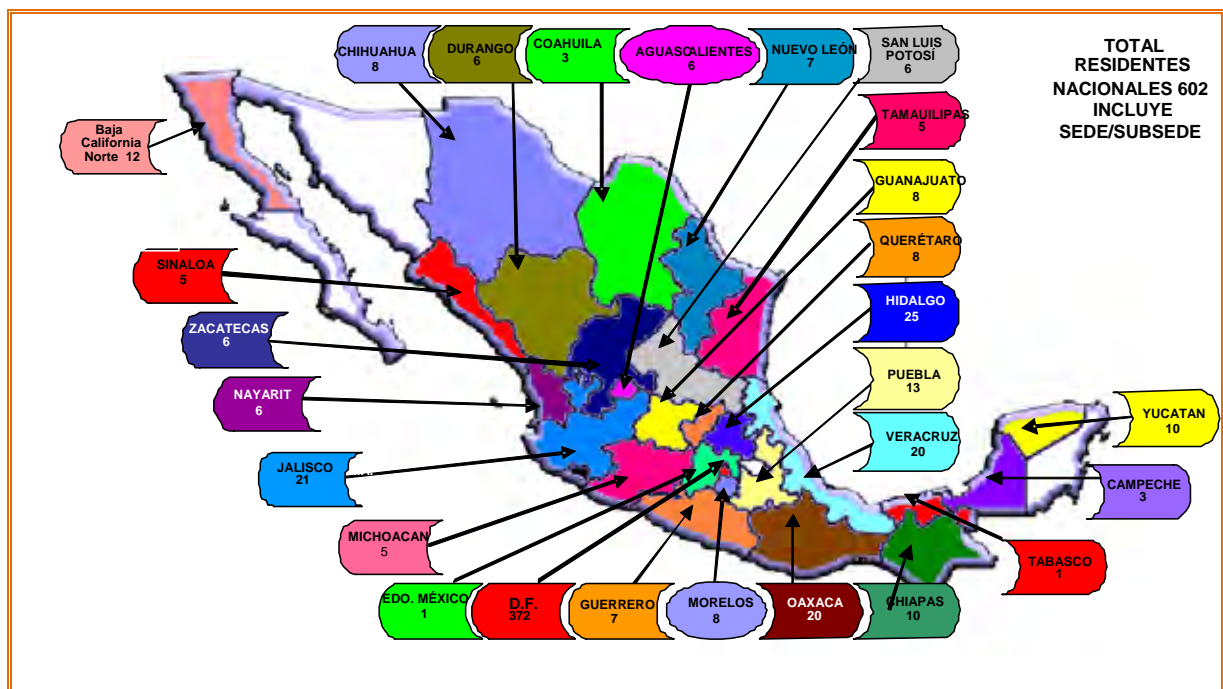 CHIHUAHUA
8
DURANGO
6
COAHUILA
3
AGUASCALIENTES
6
NUEVO LEÓN
7
SAN LUIS
POTOSÍ
6
TOTAL
RESIDENTES
NACIONALES 602
INCLUYE
SEDE/SUBSEDE
Baja
California
Norte 12
TAMAUILIPAS
5
GUANAJUATO
8
QUERÉTARO
8
SINALOA
5
HIDALGO
25
ZACATECAS
6
PUEBLA
13
NAYARIT
6
YUCATAN
10
VERACRUZ
20
JALISCO
21
CAMPECHE
3
MICHOACAN
5
TABASCO
1
EDO. MÉXICO
1
D.F.
372
GUERRERO
7
MORELOS
8
OAXACA
20
CHIAPAS
10